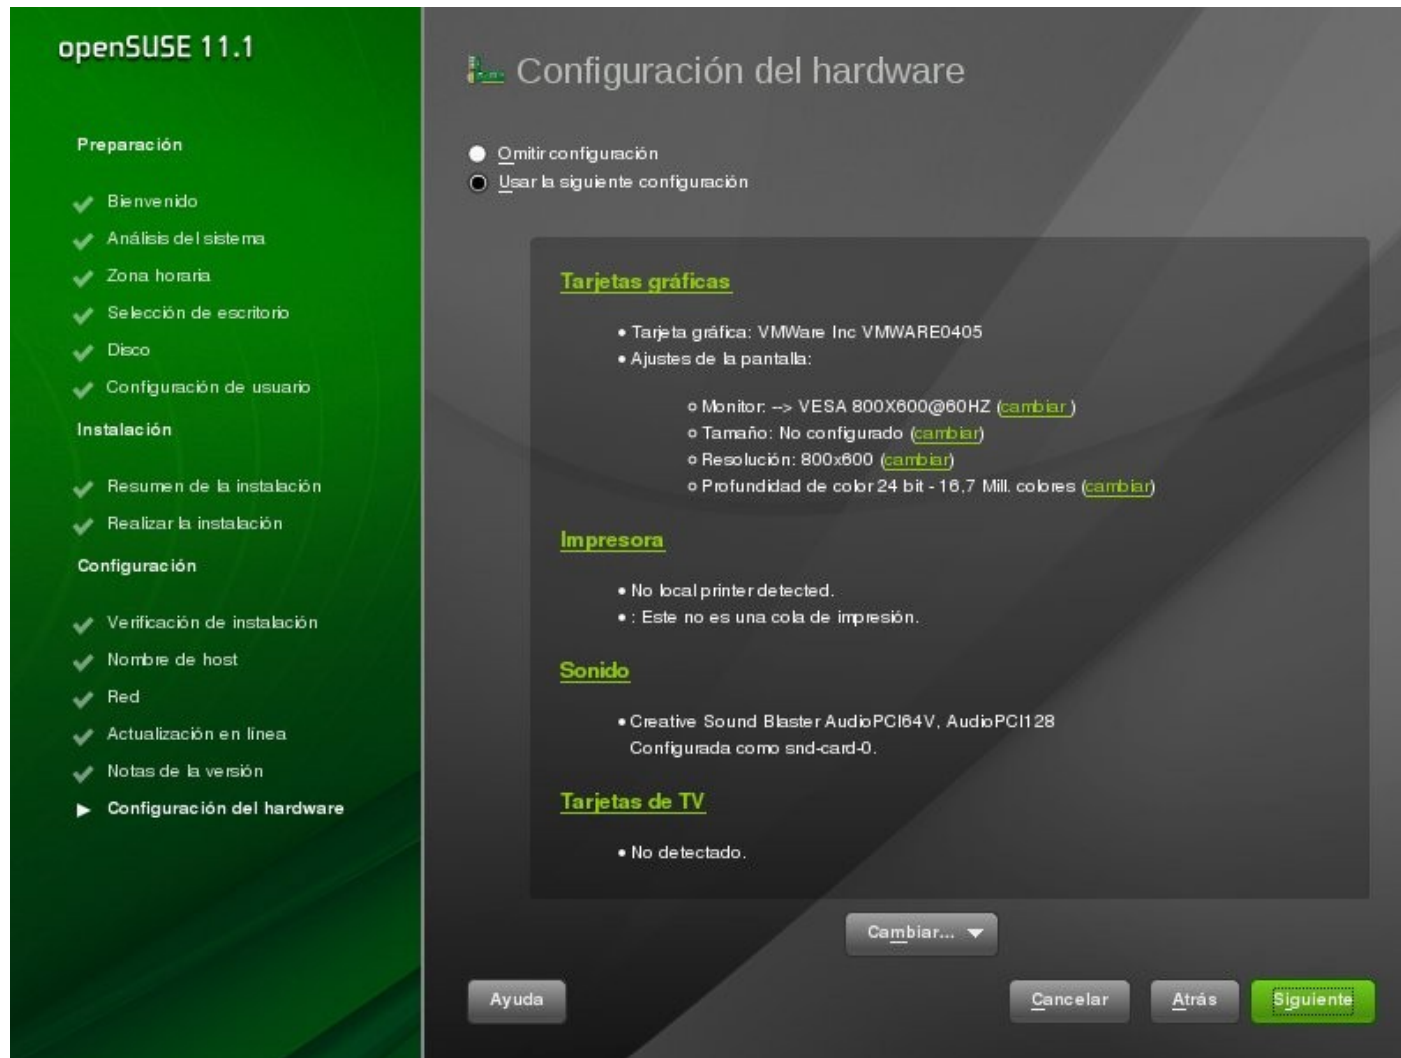 openSUSE 11.1
Preparación
Bienvenido
Análisis del sistema
Zona horaria
Selección de escritorio
Disco
Configuración de usuario
Instalación
Resumen de la instalación
Realizar la instalación
Configuración
Verificación de instalación
Nombre de host
Red
Actualización en línea
Notas de la versión
Configuración del hardware
Configuración del hardware
Omitir configuración
Usar la siguiente configuración
Tarjetas gráficas
Tarjeta gráfica: VMWare Inc VMWARE0405
Ajustes de la pantalla:
Monitor: --> VESA 800X600@60HZ (cambiar )
Tamaño: No configurado (cambiar)
Resolución: 800x600 (cambiar)
Profundidad de color 24 bit - 16,7 Mill. colores (cambiar)
Impresora
No local printer detected.
: Este no es una cola de impresión.
Sonido
Creative Sound Blaster AudioPCI64V, AudioPCI128
Configurada como snd-card-0.
Tarjetas de TV
No detectado.
Cambiar...
Ayuda
Cancelar
Atrás
Siguiente